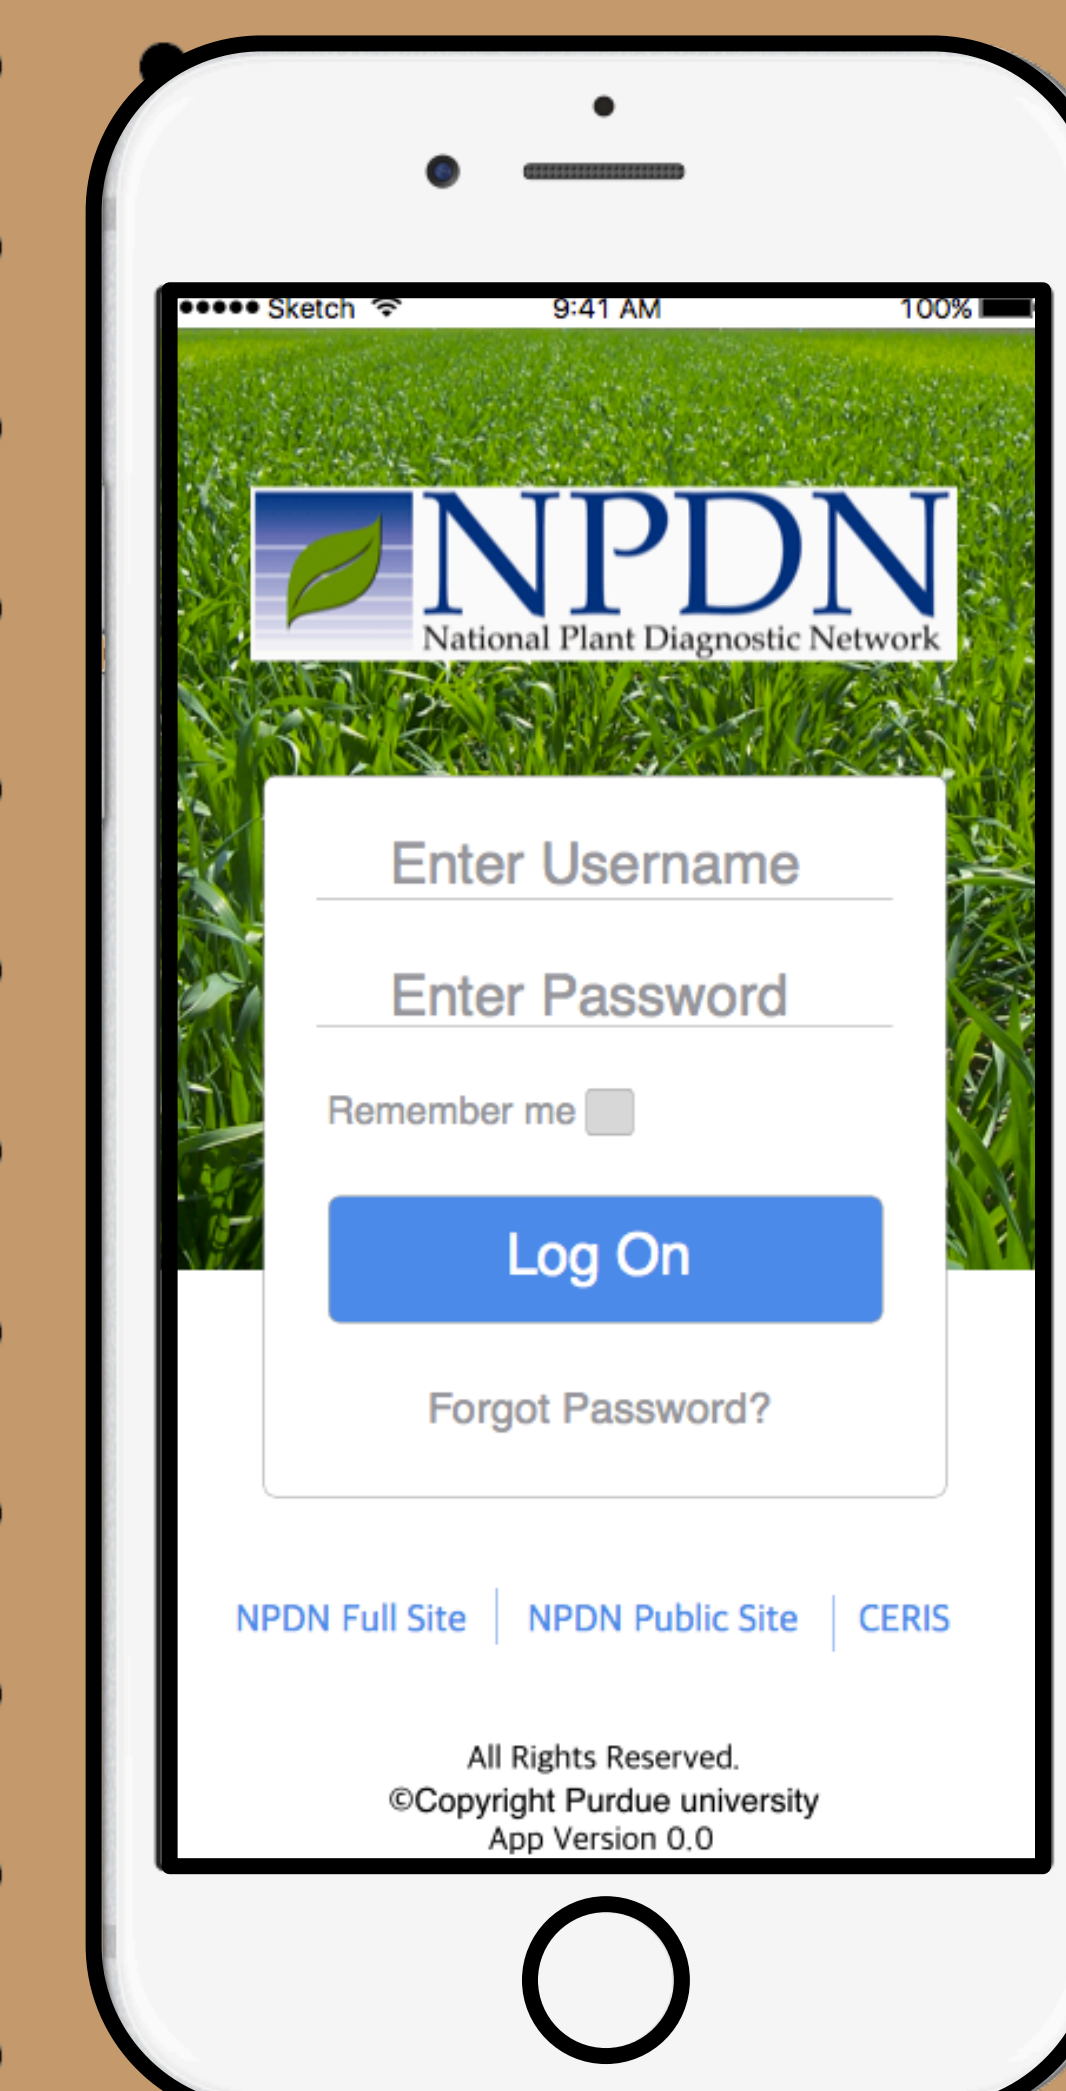 Sketch 9:41 AM 100%
NPDN
National Plant Diagnostic Network
Enter Username
Enter Password
Remember me
Log On
Forgot Password?
NPDN Full Site NPDN Public Site CERIS
All Rights Reserved.
©Copyright Purdue university
App Version 0.0